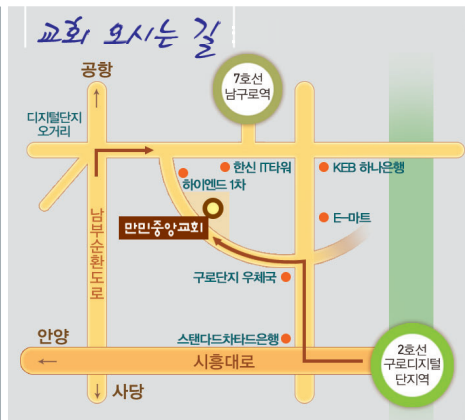 교회 오시는 길
공항
7호선
남구로역
디지털단지
오거리
한신 IT타워
KEB 하나은행
하이엔드 1차
만민중앙교회
E-마트
남부순환도로
구로단지 우체국
스탠다드차타드은행
안양
시흥대로
2호선
구로디지털
단지역
사당